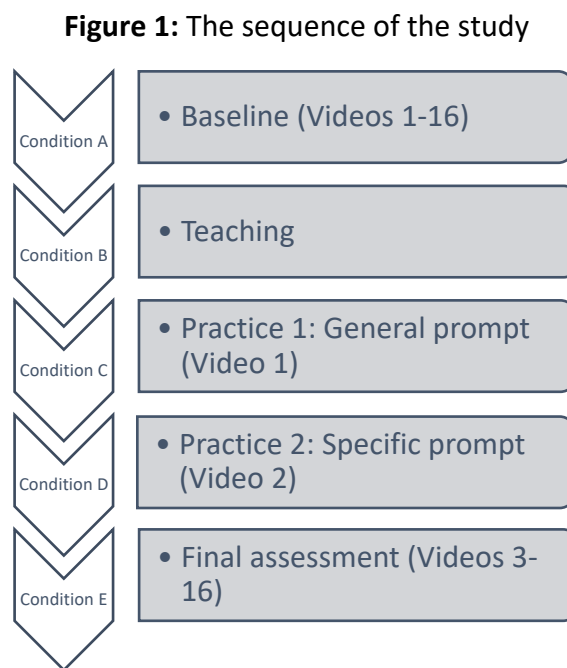 Figure 1: The sequence of the study
Condition A
• Baseline (Videos 1-16)
Condition B
• Teaching
Condition C
• Practice 1: General prompt
(Video 1)
Condition D
• Practice 2: Specific prompt
(Video 2)
Condition E
• Final assessment (Videos 3-
16)